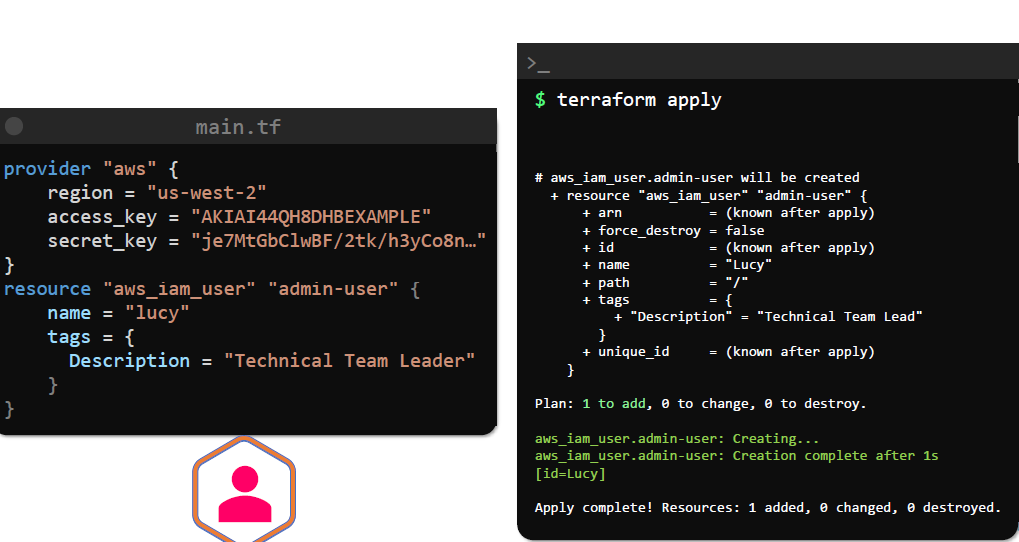 main.tf
provider "aws" {
    region = "us-west-2"
    access_key = "AKIAI44QH8DHBEXAMPLE"
    secret_key = "je7MtGbClwBF/2tk/h3yCo8n…"
}
resource "aws_iam_user" "admin-user" {
    name = "lucy"
    tags = {
      Description = "Technical Team Leader"
    }
}
>_
$ terraform apply
# aws_iam_user.admin-user will be created
  + resource "aws_iam_user" "admin-user" {
      + arn           = (known after apply)
      + force_destroy = false
      + id            = (known after apply)
      + name          = "Lucy"
      + path          = "/"
      + tags          = {
          + "Description" = "Technical Team Lead"
        }
      + unique_id     = (known after apply)
    }
Plan: 1 to add, 0 to change, 0 to destroy.
aws_iam_user.admin-user: Creating...
aws_iam_user.admin-user: Creation complete after 1s
[id=Lucy]
Apply complete! Resources: 1 added, 0 changed, 0 destroyed.